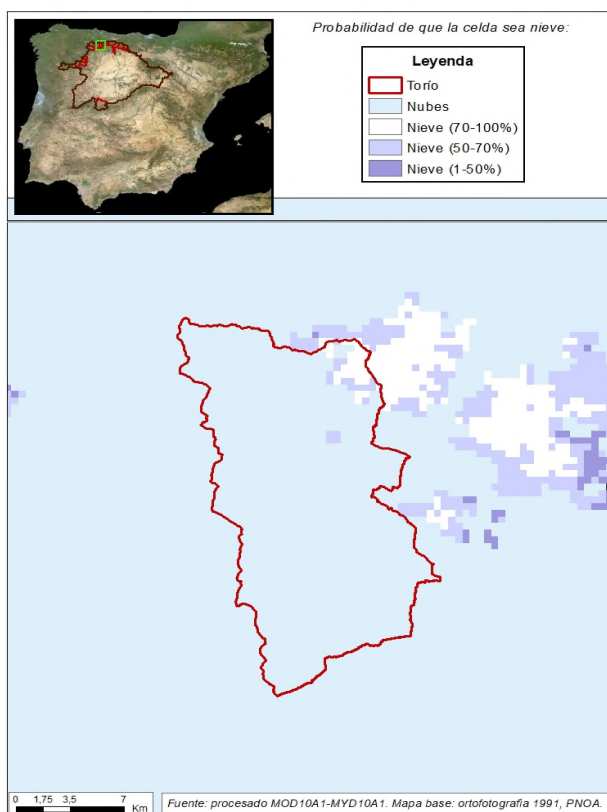 Probabilidad de que la celda sea nieve:
Leyenda
Torío
Nubes
Nieve (70-100%)
Nieve (50-70%)
Nieve (1-50%)
0 1,75 3,5 7
Km
Fuente: procesado MOD10A1-MYD10A1. Mapa base: ortofotografia 1991, PNOA.